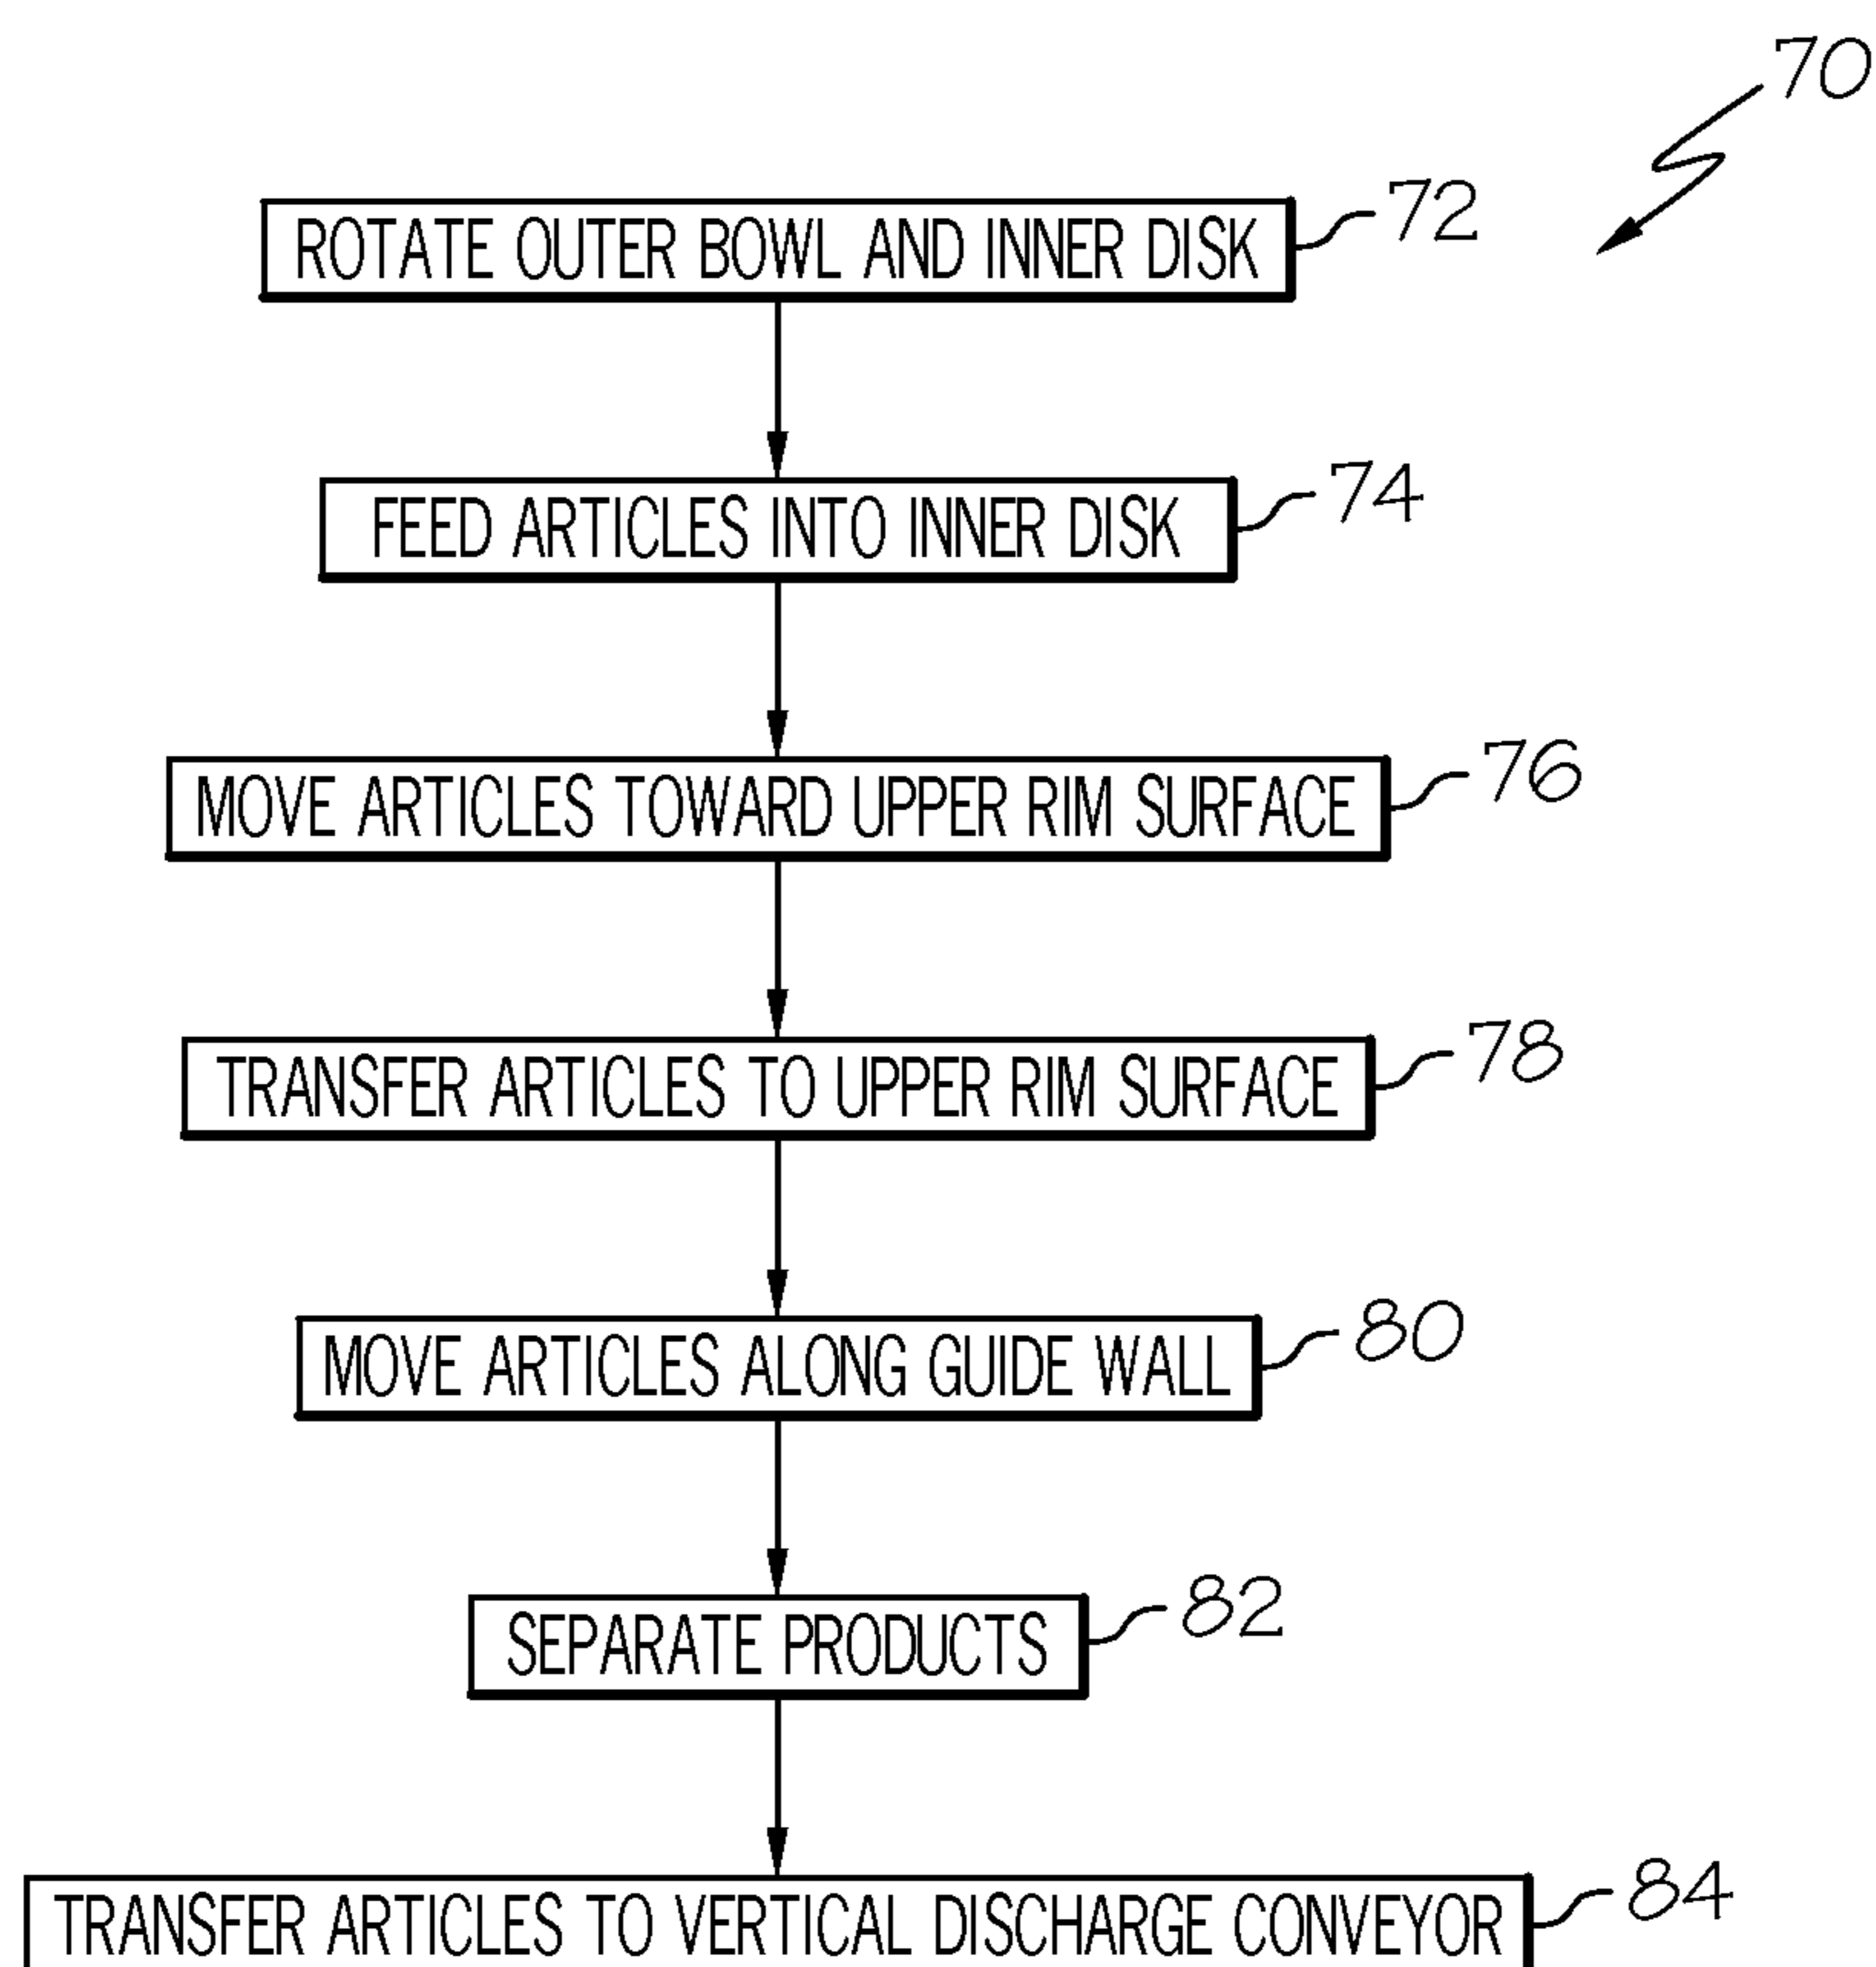 70
ROTATE OUTER BOWL AND INNER DISK 72
FEED ARTICLES INTO INNER DISK 74
MOVE ARTICLES TOWARD UPPER RIM SURFACE 76
TRANSFER ARTICLES TO UPPER RIM SURFACE 78
MOVE ARTICLES ALONG GUIDE WALL 80
SEPARATE PRODUCTS 82
TRANSFER ARTICLES TO VERTICAL DISCHARGE CONVEYOR 84